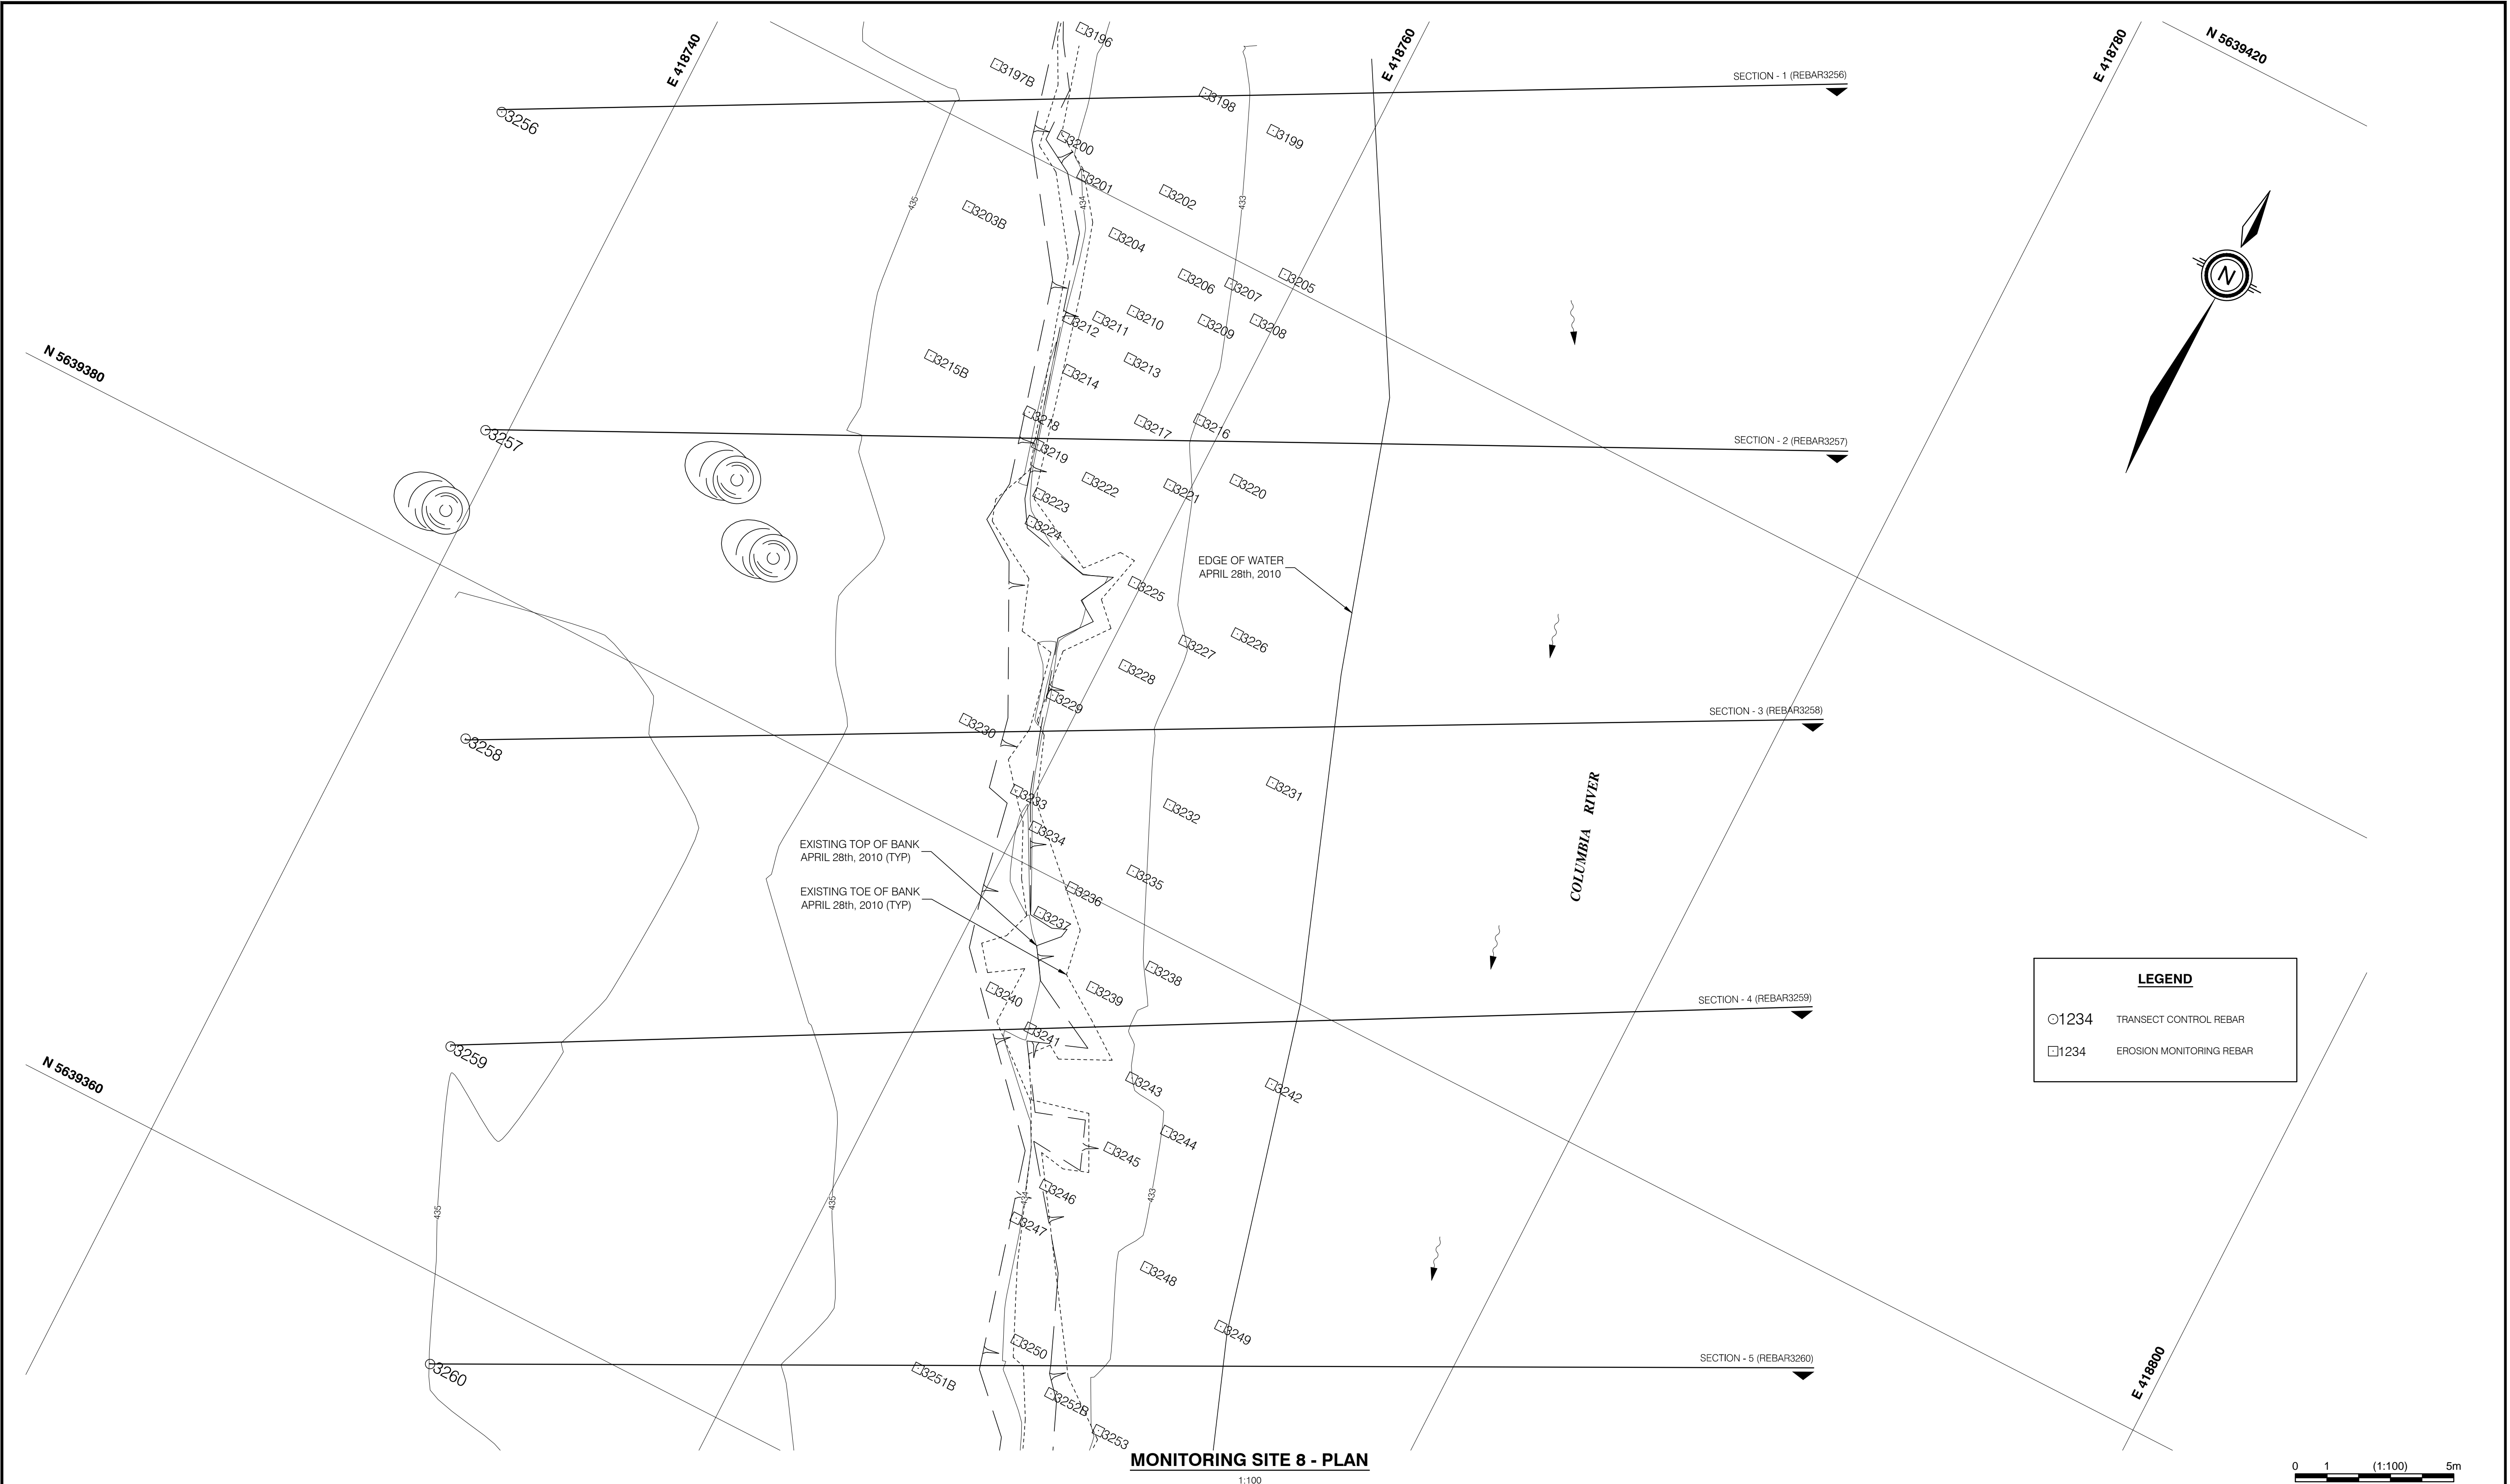 E 418740
E 418760
E 418780
N 5639420
3196
3197B
SECTION - 1 (REBAR3256)
3198
3256
3199
3200
3201
3202
435
434
433
3203B
3204
3206
3207
3205
N
3210
3211
3212
3209
3208
N 5639380
3215B
3213
3214
3218
3217
3216
3257
SECTION - 2 (REBAR3257)
3219
3222
3221
3220
3223
3224
EDGE OF WATER
APRIL 28th, 2010
3225
3227
3226
3228
3229
3230
SECTION - 3 (REBAR3258)
3258
3233
3231
3232
3234
COLUMBIA RIVER
EXISTING TOP OF BANK
APRIL 28th, 2010 (TYP)
3235
EXISTING TOE OF BANK
APRIL 28th, 2010 (TYP)
3236
3237
3238
3240
3239
LEGEND
1234 TRANSECT CONTROL REBAR
1234 EROSION MONITORING REBAR
SECTION - 4 (REBAR3259)
3241
3259
N 5639360
3243
3242
3244
3245
3246
435
435
434
433
3247
3248
3249
3250
SECTION - 5 (REBAR3260)
3260
3251B
3252B
3253
E 418800
MONITORING SITE 8 - PLAN
1:100
0 1 (1:100) 5m